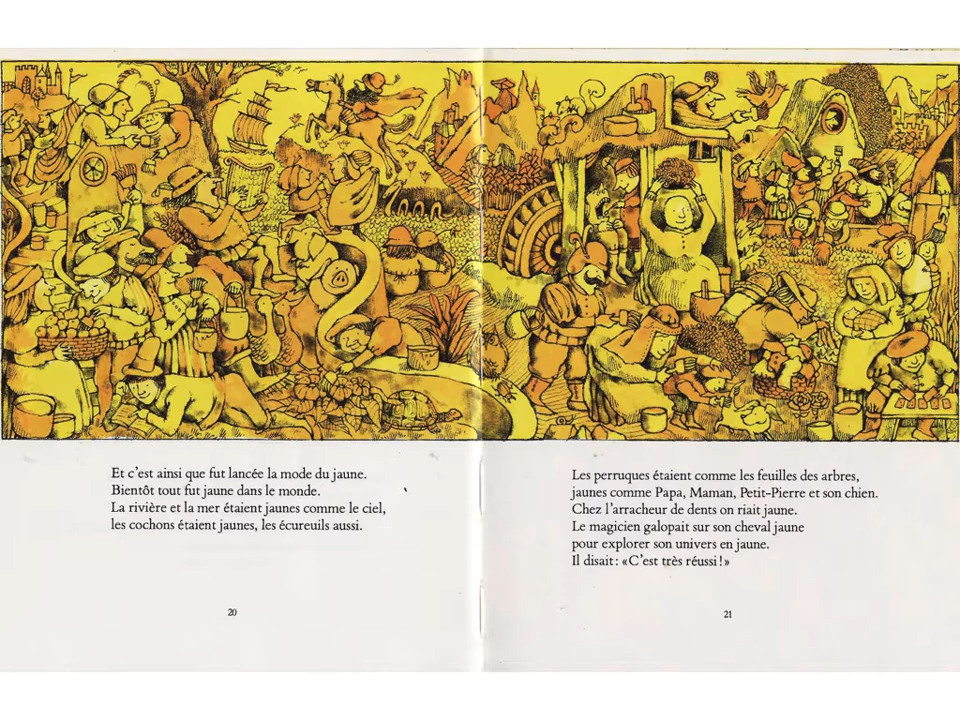 Et c'est ainsi que fut lancée la mode du jaune.
Bientôt tout fut jaune dans le monde.
La rivière et la mer étaient jaunes comme le ciel,
les cochons étaient jaunes, les écureuils aussi.
20
Les perruques étaient comme les feuilles des arbres,
jaunes comme Papa, Maman, Petit-Pierre et son chien.
Chez l'arracheur de dents on riait jaune.
Le magicien galopait sur son cheval jaune
pour explorer son univers en jaune.
Il disait : «C'est très réussi!»
21